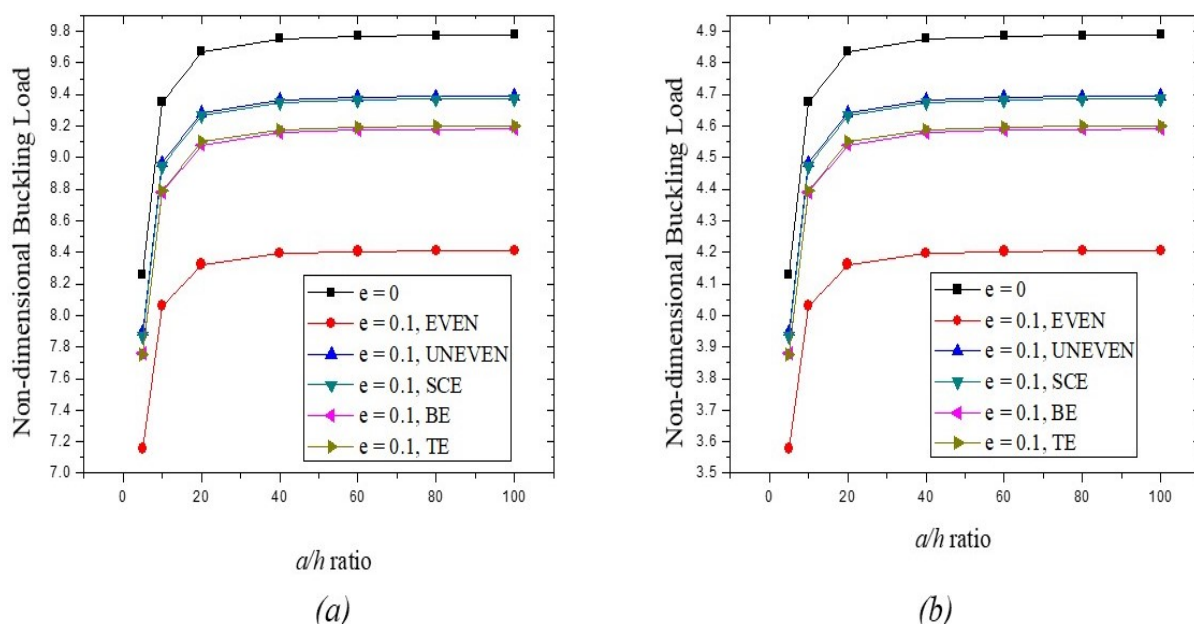 Non-dimensional Buckling Load
9.8
9.6
9.4
9.2
9.0
8.8
8.6
8.4
8.2
8.0
7.8
7.6
7.4
7.2
7.0
e = 0
e = 0.1, EVEN
e = 0.1, UNEVEN
e = 0.1, SCE
e = 0.1, BE
e = 0.1, TE
0 20 40 60 80 100
a/h ratio
(a)
Non-dimensional Buckling Load
4.9
4.8
4.7
4.6
4.5
4.4
4.3
4.2
4.1
4.0
3.9
3.8
3.7
3.6
3.5
e = 0
e = 0.1, EVEN
e = 0.1, UNEVEN
e = 0.1, SCE
e = 0.1, BE
e = 0.1, TE
0 20 40 60 80 100
a/h ratio
(b)